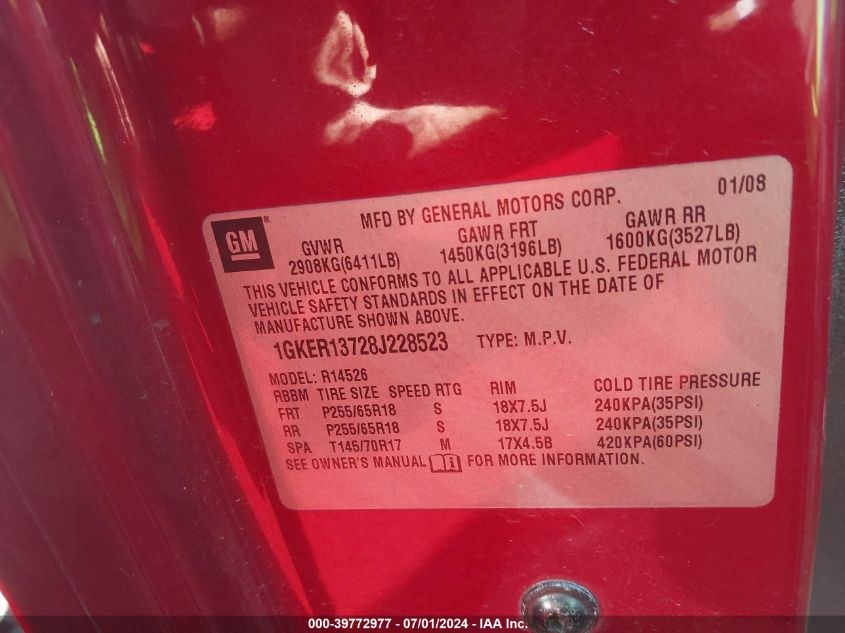 01/08
MFD BY GENERAL MOTORS CORP.
GM®
GVWR GAWR FRT GAWR RR
2908KG(6411LB) 1450KG(3196LB) 1600KG(3527LB)
THIS VEHICLE CONFORMS TO ALL APPLICABLE U.S. FEDERAL MOTOR
VEHICLE SAFETY STANDARDS IN EFFECT ON THE DATE OF
MANUFACTURE SHOWN ABOVE.
1GKER13728J228523 TYPE: M.P.V.
MODEL: R14526
RBBM TIRE SIZE SPEED RTG RIM COLD TIRE PRESSURE
FRT P255/65R18 S 18X7.5J 240KPA(35PSI)
RR P255/65R18 S 18X7.5J 240KPA(35PSI)
SPA T145/70R17 M 17X4.5B 420KPA(60PSI)
SEE OWNER'S MANUAL i FOR MORE INFORMATION.
000-39772977 - 07/01/2024 - IAA Inc.